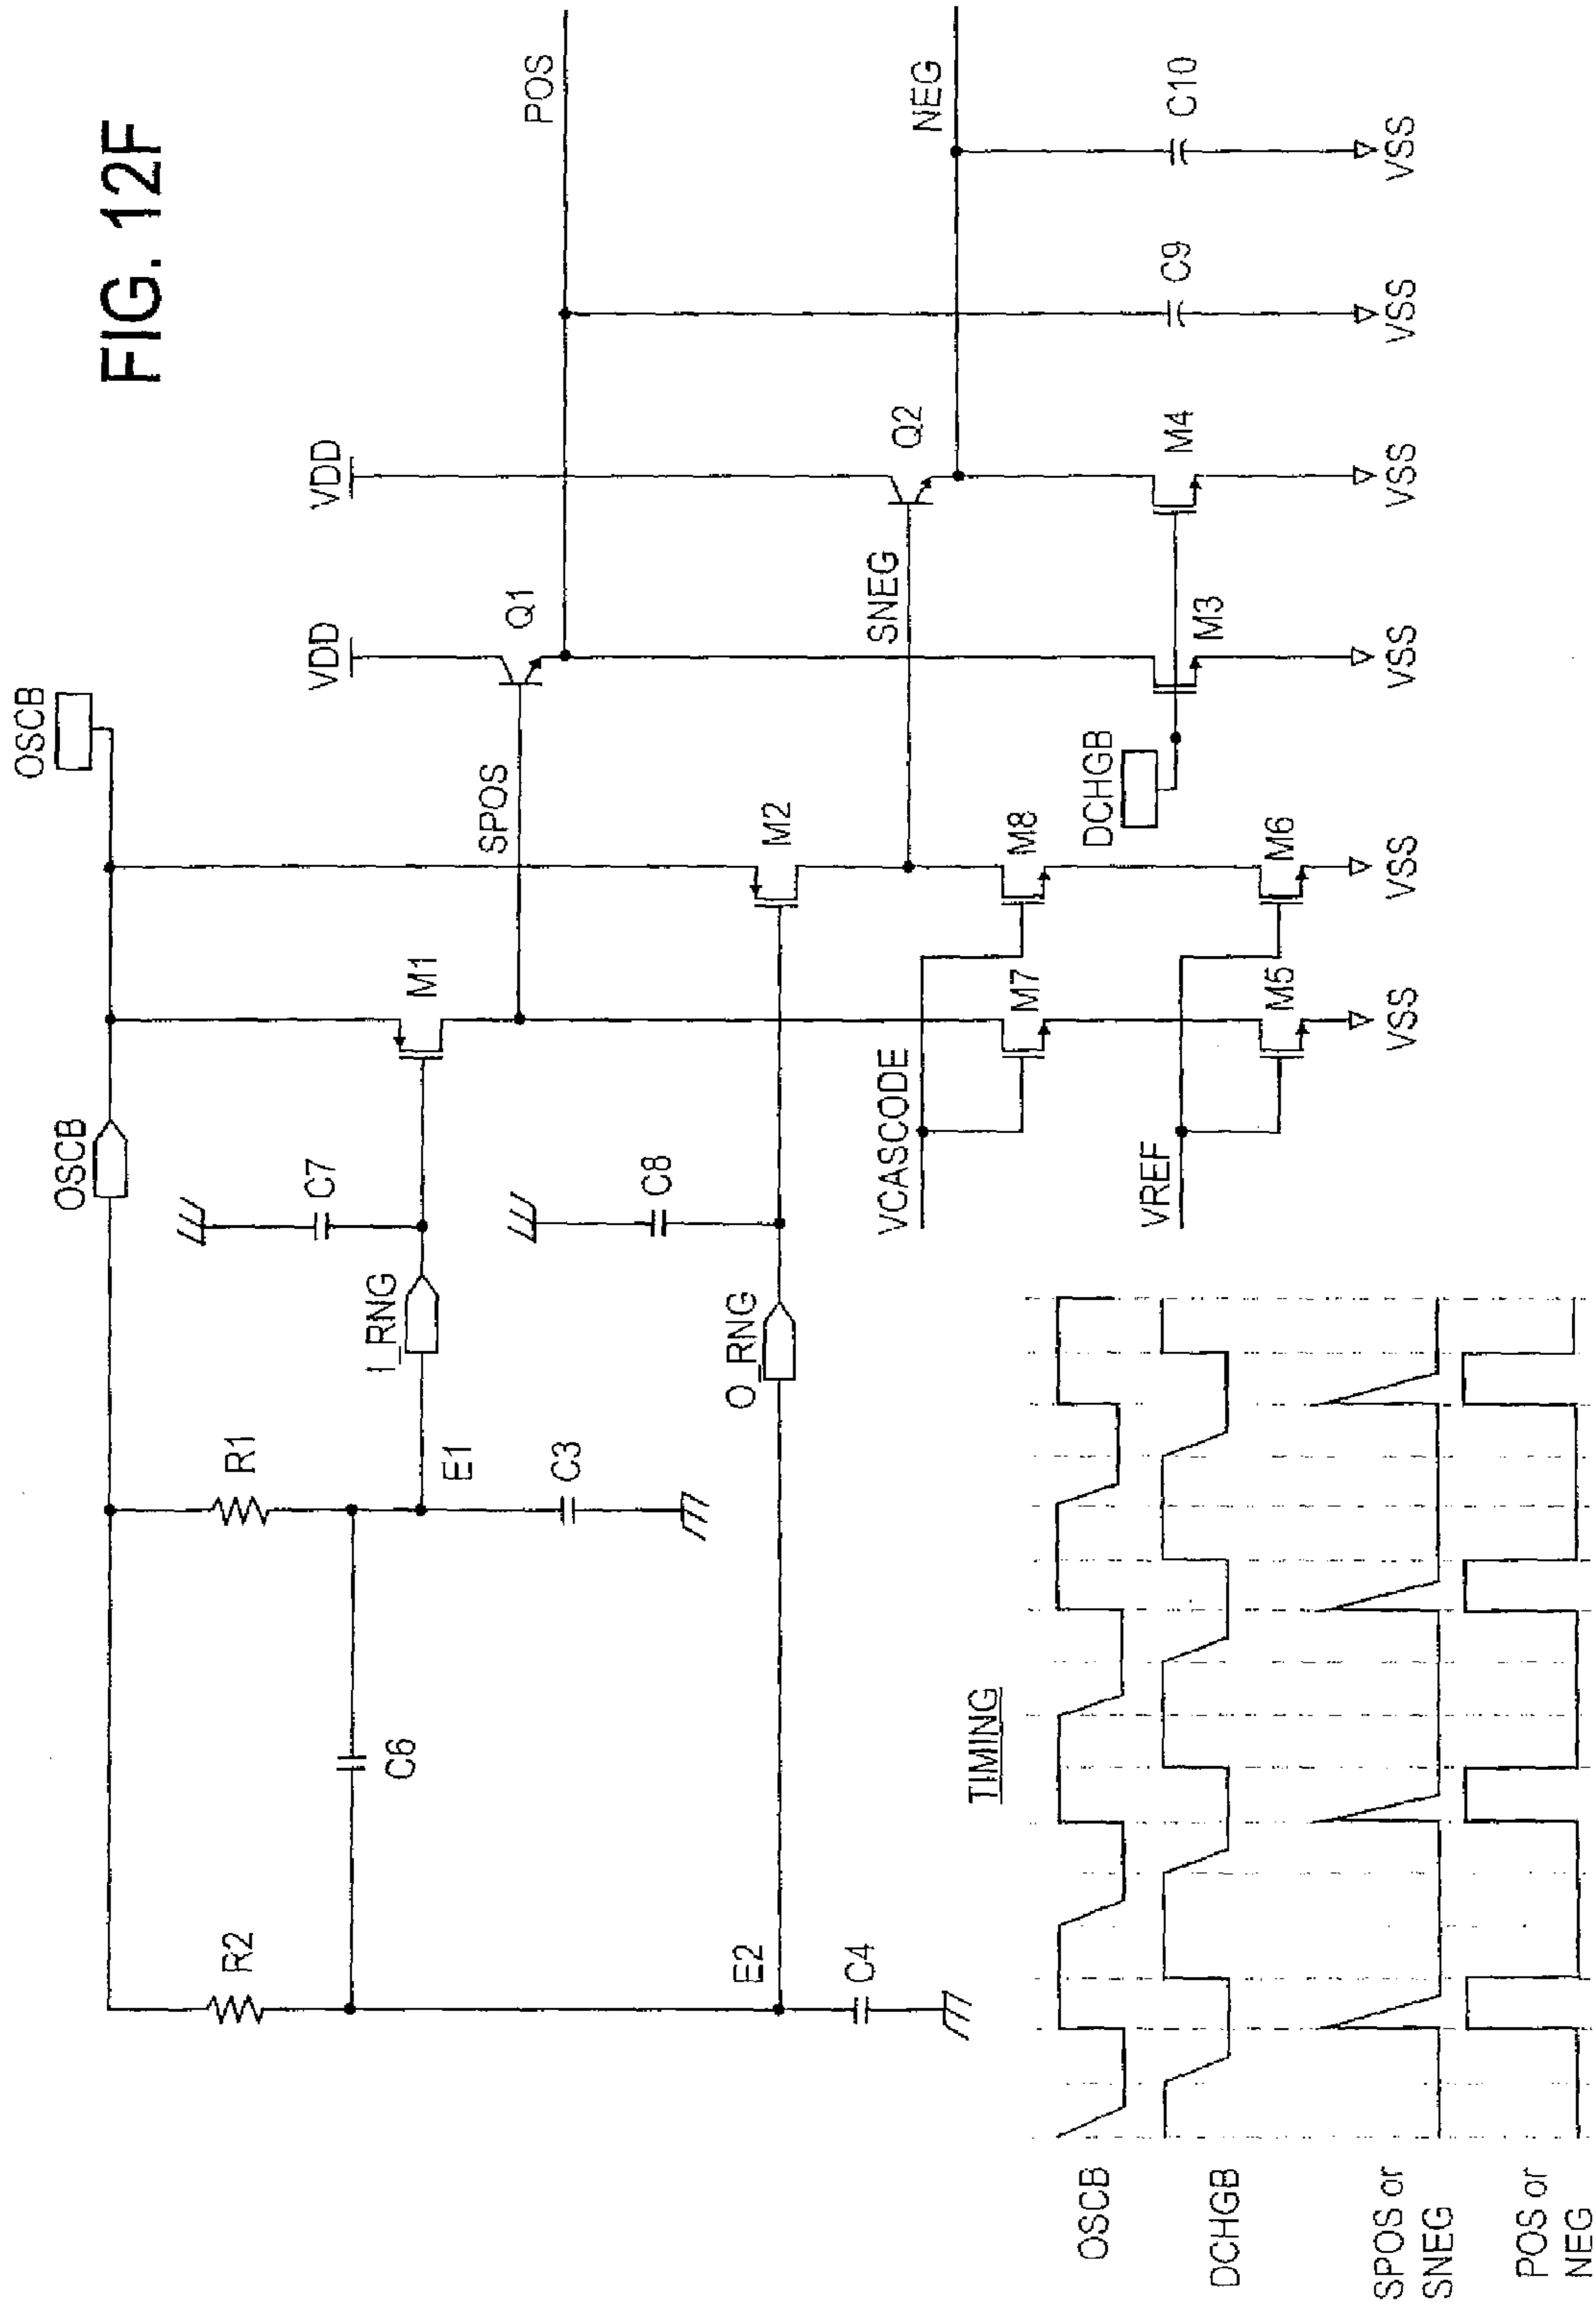 FIG. 12F
OSCB
OSCB
VDD
VDD
POS
R2
R1
C7
M1
Q1
I_RNG
SPOS
C6
E1
C3
C8
M2
SNEG
Q2
NEG
E2
O_RNG
C4
VCASCODE
M7
M8
DCHGB
M3
M4
C9
C10
VREF
M5
M6
VSS
VSS
VSS
VSS
VSS
VSS
TIMING
OSCB
DCHGB
SPOS or
SNEG
POS or
NEG